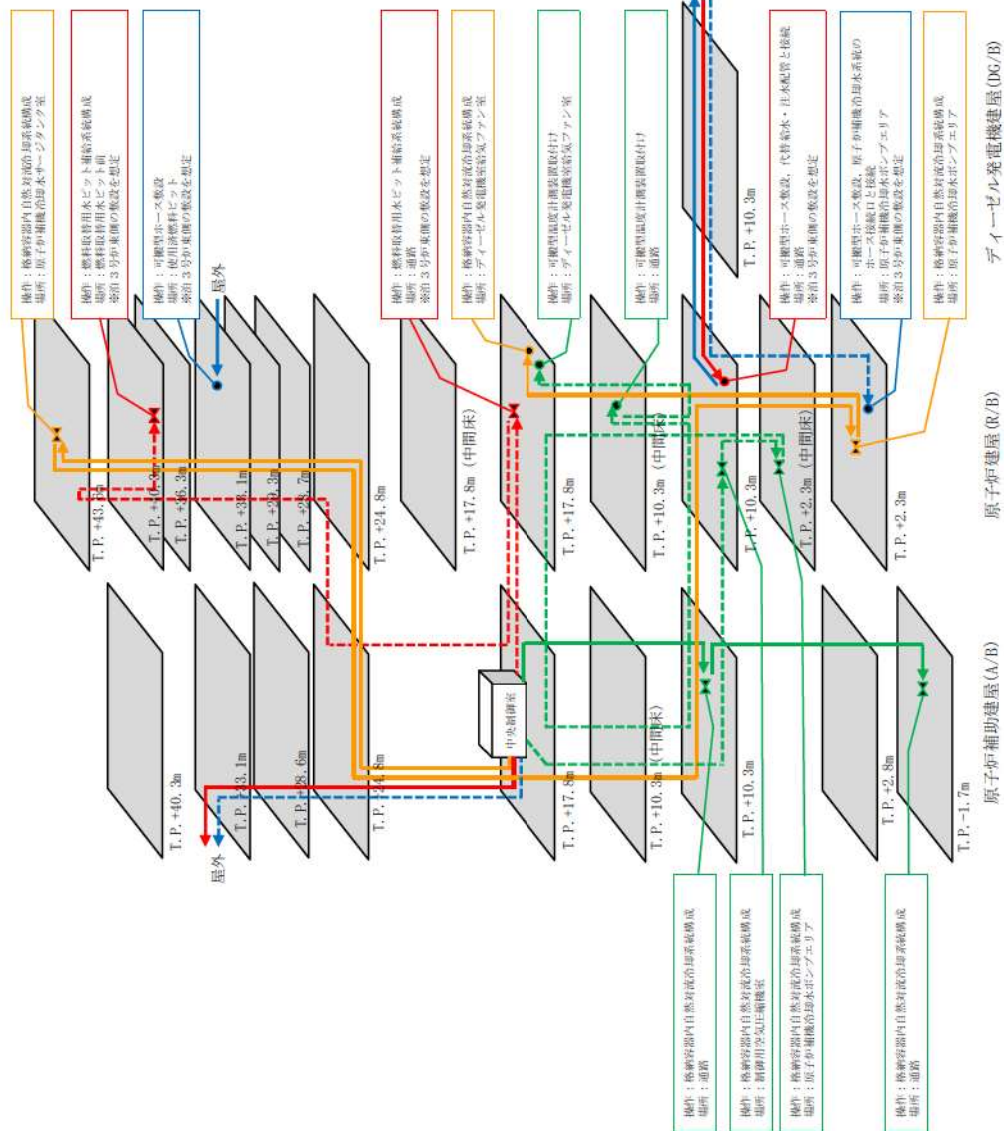 操作：格納容器内自然対流冷却系統構成
場所：原子炉補機冷却水サージタンク室
操作：燃料取替用水ピット補給系統構成
場所：燃料取替用水ピット前
※泊3号炉東側の敷設を想定
操作：可搬型ホース敷設
場所：使用済燃料ピット
※泊3号炉東側の敷設を想定
屋外
操作：燃料取替用水ピット補給系統構成
場所：通路
操作：格納容器内自然対流冷却系統構成
場所：ディーゼル発電機室給気ファン室
操作：可搬型温度計測装置取付け
場所：ディーゼル発電機室給気ファン室
操作：可搬型温度計測装置取付け
場所：通路
操作：可搬型ホース敷設、代替給水・注水配管と接続
場所：通路
※泊3号炉東側の敷設を想定
操作：可搬型ホース敷設、原子炉補機冷却水系統の
ホース接続口と接続
場所：原子炉補機冷却水ポンプエリア
※泊3号炉東側の敷設を想定
操作：格納容器内自然対流冷却系統構成
場所：原子炉補機冷却水ポンプエリア
T.P. +10.3m
ディーゼル発電機建屋(DG/B)
T.P. +43.6m
T.P. +40.3m
T.P. +36.3m
T.P. +33.1m
T.P. +29.3m
T.P. +28.7m
T.P. +24.8m
T.P. +17.8m (中間床)
T.P. +17.8m
T.P. +10.3m (中間床)
T.P. +10.3m
T.P. +2.3m (中間床)
T.P. +2.3m
原子炉建屋(R/B)
T.P. +40.3m
T.P. +33.1m
T.P. +28.6m
T.P. +24.8m
中央制御室
T.P. +17.8m
T.P. +10.3m (中間床)
T.P. +10.3m
T.P. +2.8m
T.P. -1.7m
原子炉補助建屋(A/B)
屋外
操作：格納容器内自然対流冷却系統構成
場所：通路
操作：格納容器内自然対流冷却系統構成
場所：制御用空気圧縮機室
操作：格納容器内自然対流冷却系統構成
場所：原子炉補機冷却水ポンプエリア
操作：格納容器内自然対流冷却系統構成
場所：通路